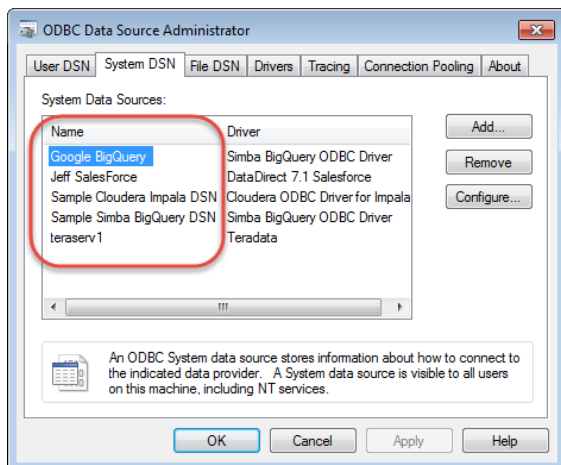 ODBC Data Source Administrator
User DSN System DSN File DSN Drivers Tracing Connection Pooling About
System Data Sources:
Name Driver
Google BigQuery Simba BigQuery ODBC Driver
Jeff SalesForce DataDirect 7.1 Salesforce
Sample Cloudera Impala DSN Cloudera ODBC Driver for Impala
Sample Simba BigQuery DSN Simba BigQuery ODBC Driver
teraserv1 Teradata
Add...
Remove
Configure...
An ODBC System data source stores information about how to connect to
the indicated data provider. A System data source is visible to all users
on this machine, including NT services.
OK Cancel Apply Help